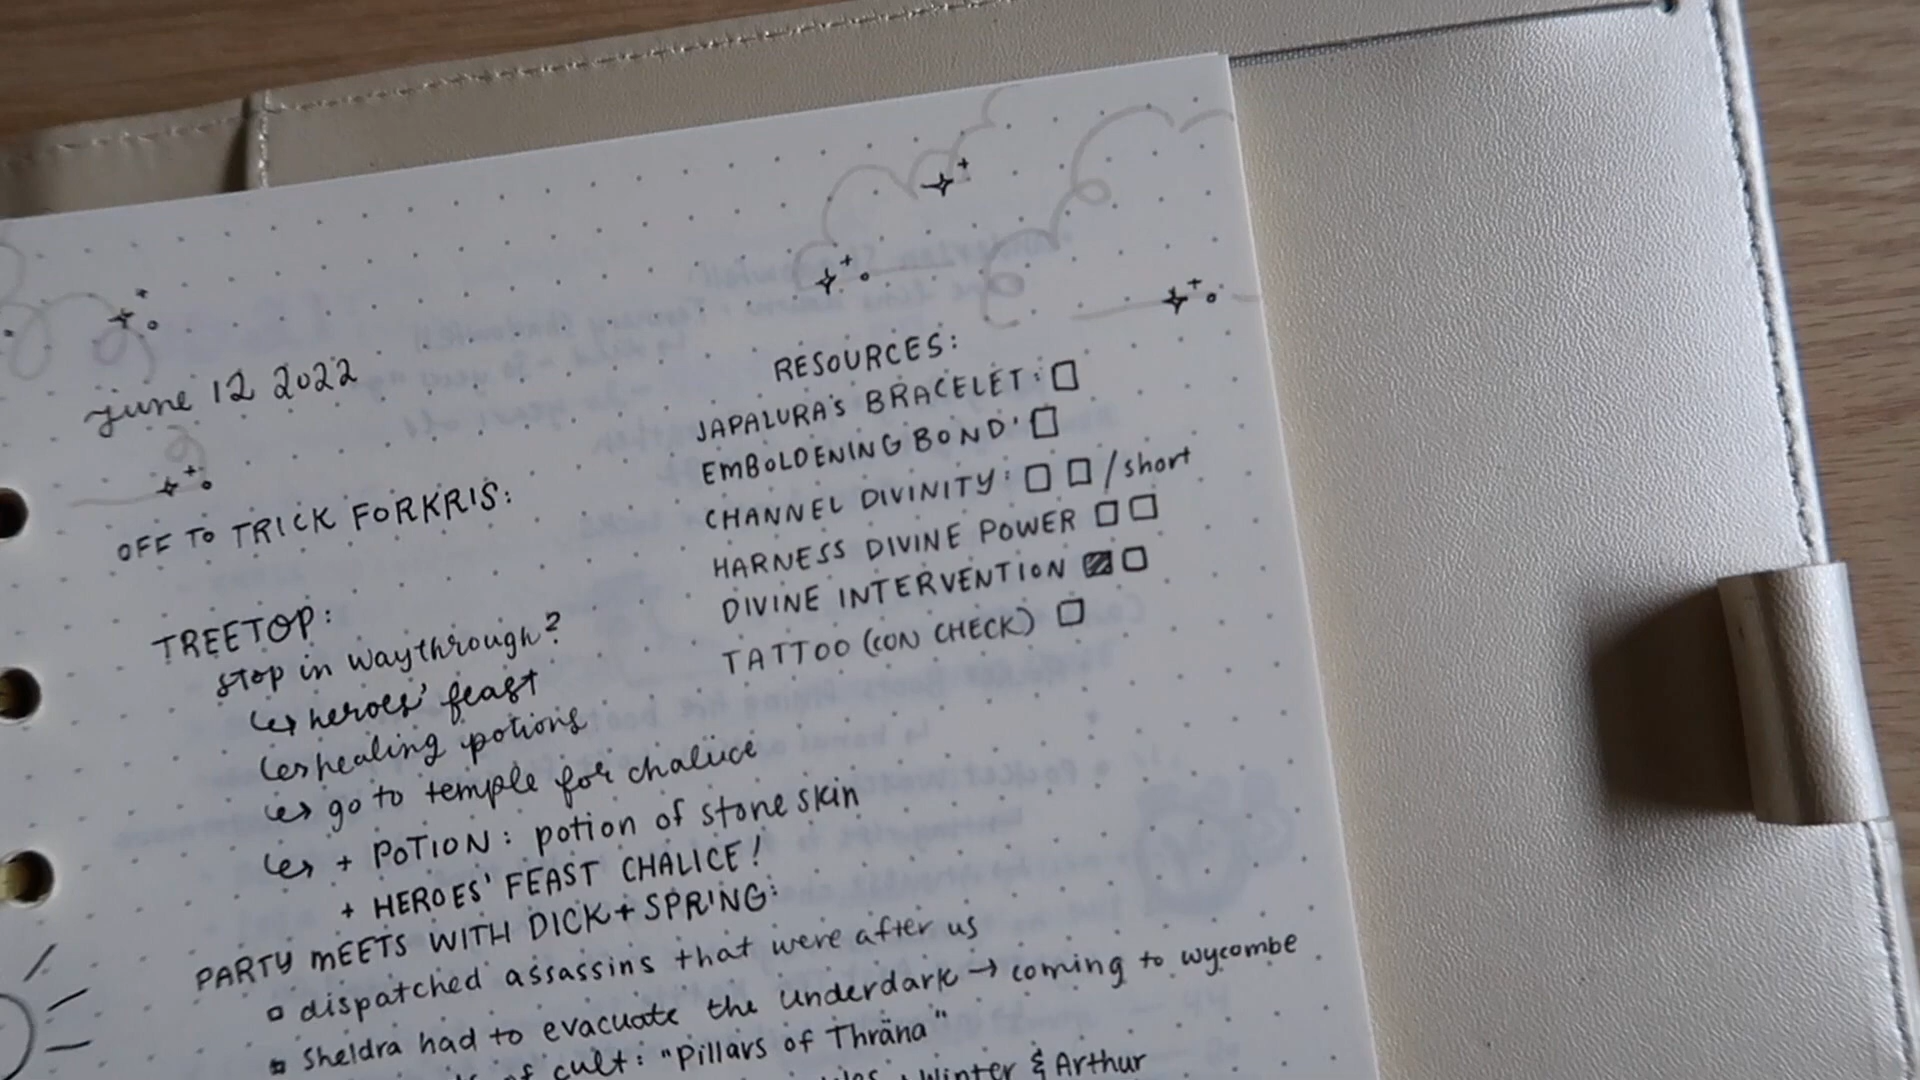 june 12 2022
OFF TO TRICK FORKRIS:
TREETOP:
stop in waythrough?
↳ heroes' feast
↳ healing potions
↳ go to temple for chalice
↳ + POTION: potion of stoneskin
+ HEROES' FEAST CHALICE!
PARTY MEETS WITH DICK + SPRING:
dispatched assassins that were after us
Sheldra had to evacuate the underdark → coming to wycombe
of cult: "Pillars of Thräna"
Winter & Arthur
RESOURCES:
JAPALURA'S BRACELET: □
EMBOLDENING BOND: □
CHANNEL DIVINITY: □ □ / short
HARNESS DIVINE POWER □ □
DIVINE INTERVENTION ▨ □
TATTOO (CON CHECK) □